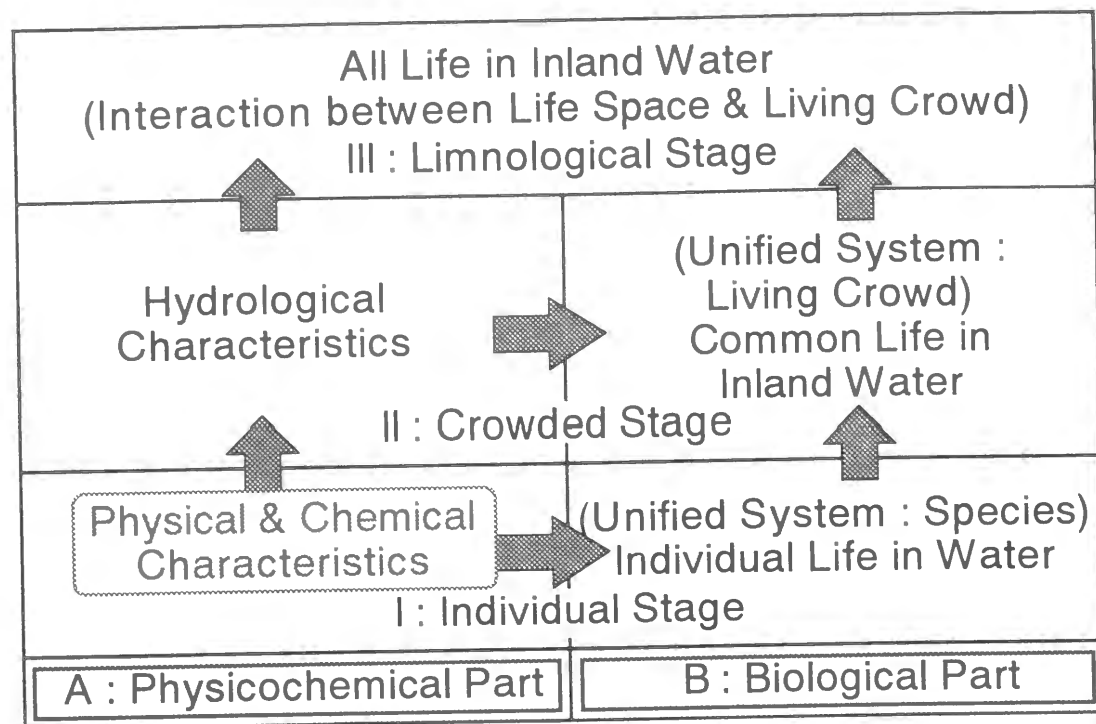 All Life in Inland Water
(Interaction between Life Space & Living Crowd)
III : Limnological Stage
Hydrological
Characteristics
(Unified System :
Living Crowd)
Common Life in
Inland Water
II : Crowded Stage
Physical & Chemical
Characteristics
(Unified System : Species)
Individual Life in Water
I : Individual Stage
A : Physicochemical Part
B : Biological Part